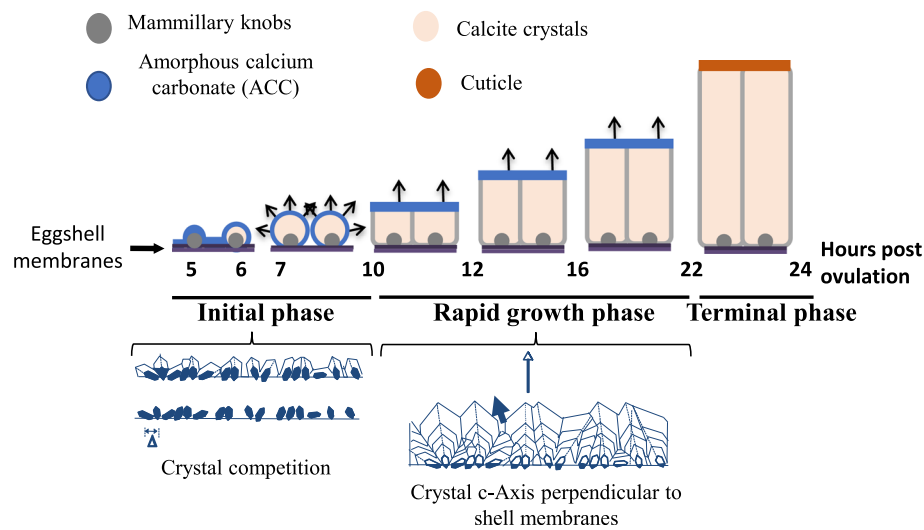 Mammillary knobs
Calcite crystals
Amorphous calcium
carbonate (ACC)
Cuticle
Eggshell
membranes
5 6 7 10 12 16 22 24
Hours post
ovulation
Initial phase
Rapid growth phase
Terminal phase
Δ
Crystal competition
Crystal c-Axis perpendicular to
shell membranes